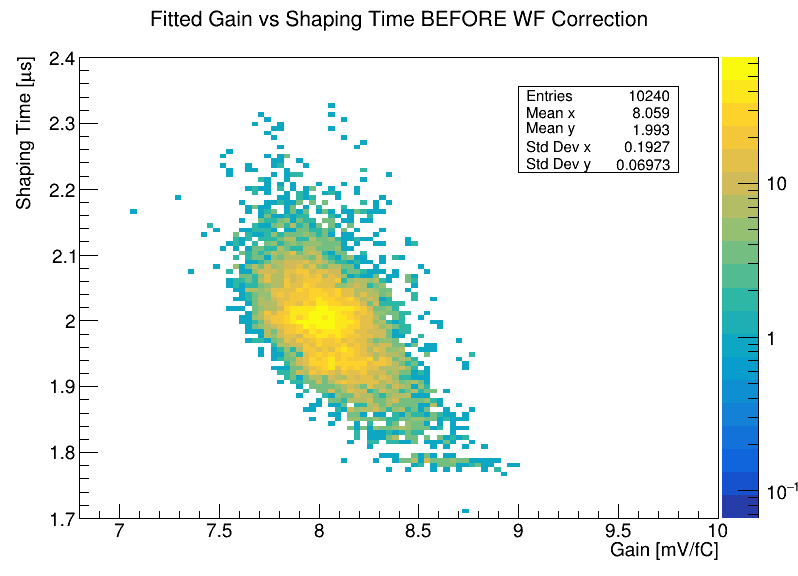 Fitted Gain vs Shaping Time BEFORE WF Correction
Shaping Time [μs]
2.4
2.3
2.2
2.1
2
1.9
1.8
1.7
Entries 10240
Mean x 8.059
Mean y 1.993
Std Dev x 0.1927
Std Dev y 0.06973
10
1
10⁻¹
7 7.5 8 8.5 9 9.5 10
Gain [mV/fC]